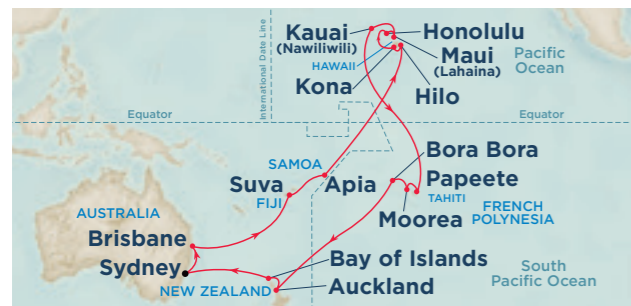 International Date Line
Kauai
(Nawiliwili)
Honolulu
Maui
(Lahaina)
HAWAII
Kona
Hilo
Pacific
Ocean
Equator
Equator
SAMOA
Apia
Suva
FIJI
Bora Bora
Papeete
TAHITI
Moorea
FRENCH
POLYNESIA
AUSTRALIA
Brisbane
Sydney
Bay of Islands
NEW ZEALAND
Auckland
South
Pacific Ocean